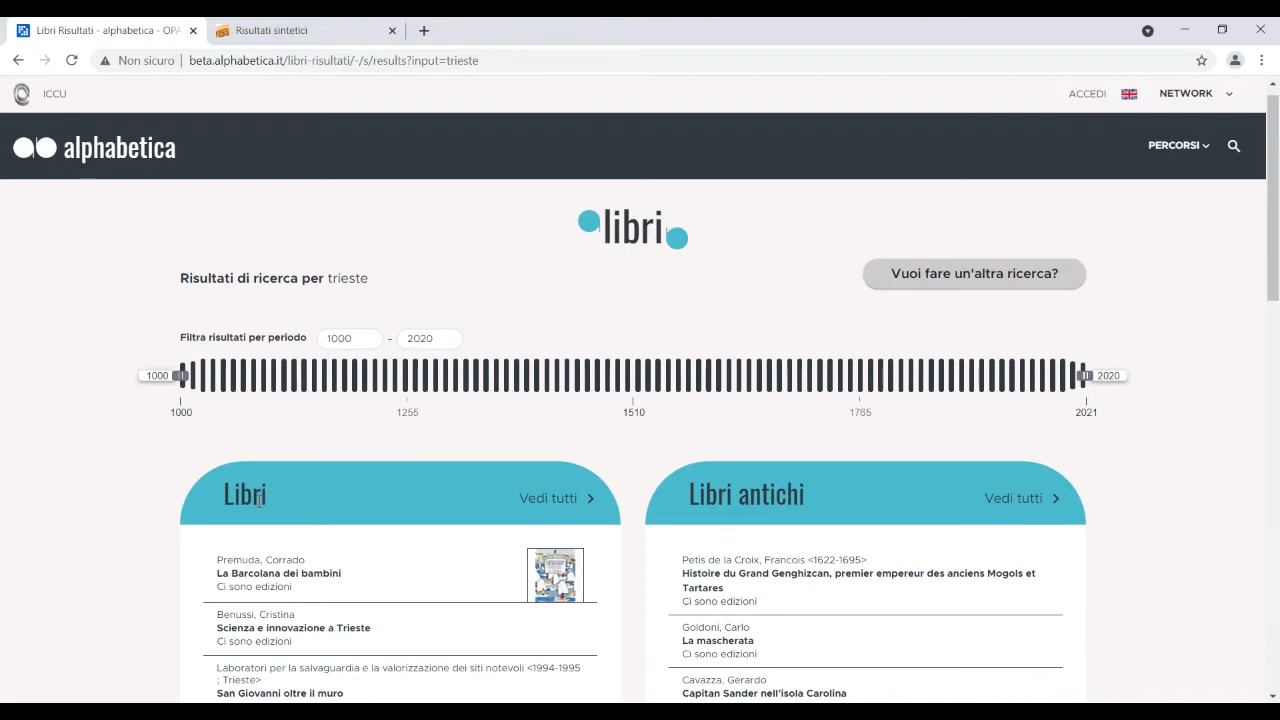 Libri Risultati - alphabetica - OPA
Risultati sintetici
Non sicuro
beta.alphabetica.it/libri-risultati/-/s/results?input=trieste
ICCU
ACCEDI
NETWORK
alphabetica
PERCORSI
libri
Risultati di ricerca per trieste
Vuoi fare un'altra ricerca?
Filtra risultati per periodo 1000 - 2020
1000
2020
1000 1255 1510 1765 2021
Libri
Vedi tutti
Premuda, Corrado
La Barcolana dei bambini
Ci sono edizioni
Benussi, Cristina
Scienza e innovazione a Trieste
Ci sono edizioni
Laboratori per la salvaguardia e la valorizzazione dei siti notevoli <1994-1995
; Trieste>
San Giovanni oltre il muro
Libri antichi
Vedi tutti
Petis de la Croix, Francois <1622-1695>
Histoire du Grand Genghizcan, premier empereur des anciens Mogols et
Tartares
Ci sono edizioni
Goldoni, Carlo
La mascherata
Ci sono edizioni
Cavazza, Gerardo
Capitan Sander nell'isola Carolina